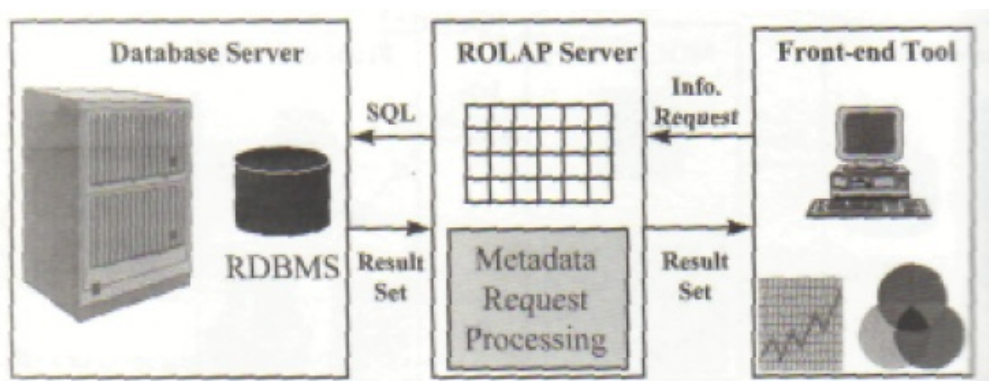 Database Server
RDBMS
SQL
Result
Set
ROLAP Server
Metadata
Request
Processing
Info.
Request
Result
Set
Front-end Tool